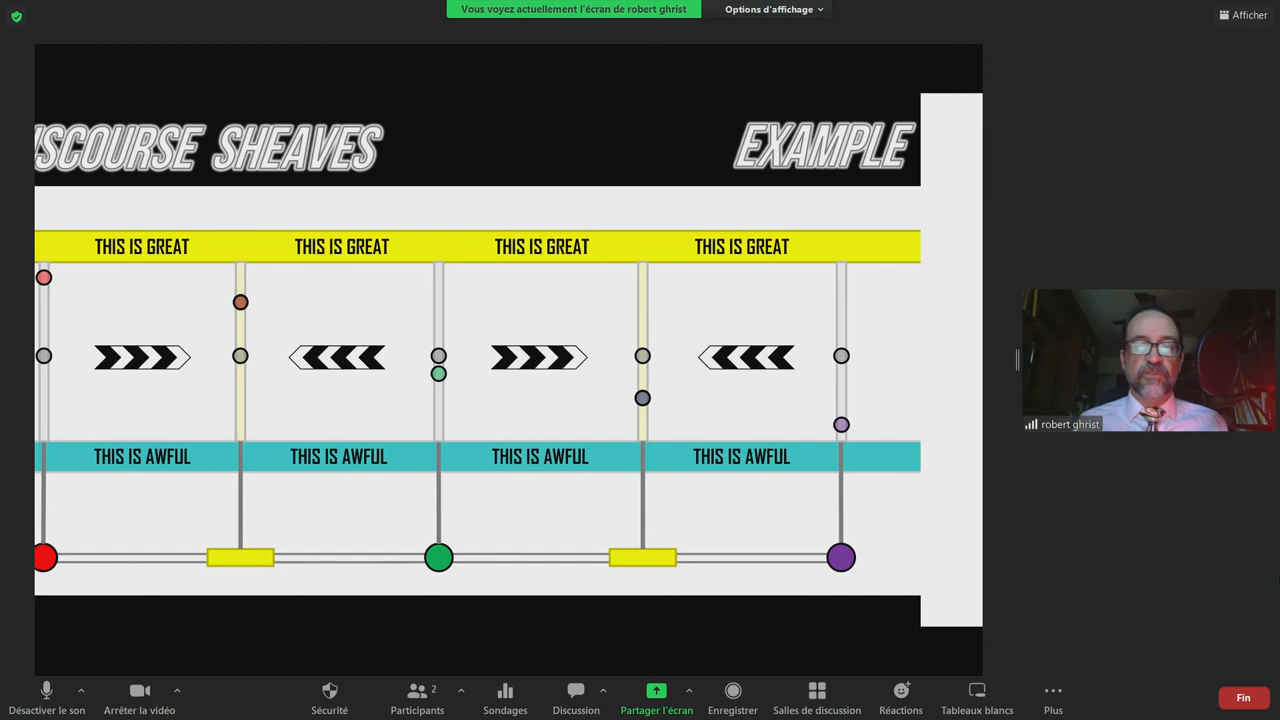 Vous voyez actuellement l'écran de robert ghrist
Options d'affichage
Afficher
SHEAVES
EXAMPLE
THIS IS GREAT THIS IS GREAT THIS IS GREAT THIS IS GREAT
THIS IS AWFUL THIS IS AWFUL THIS IS AWFUL THIS IS AWFUL
robert ghrist
2
Désactiver le son
Arrêter la vidéo
Sécurité
Participants
Sondages
Discussion
Partager l'écran
Enregistrer
Salles de discussion
Réactions
Tableaux blancs
Plus
Fin